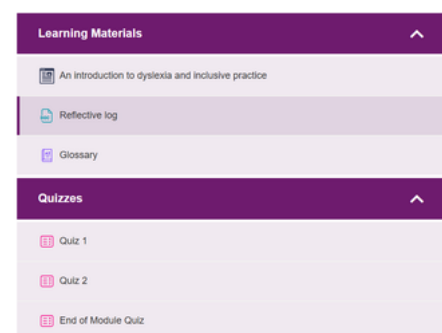 Learning Materials
An introduction to dyslexia and inclusive practice
Reflective log
Glossary
Quizzes
Quiz 1
Quiz 2
End of Module Quiz